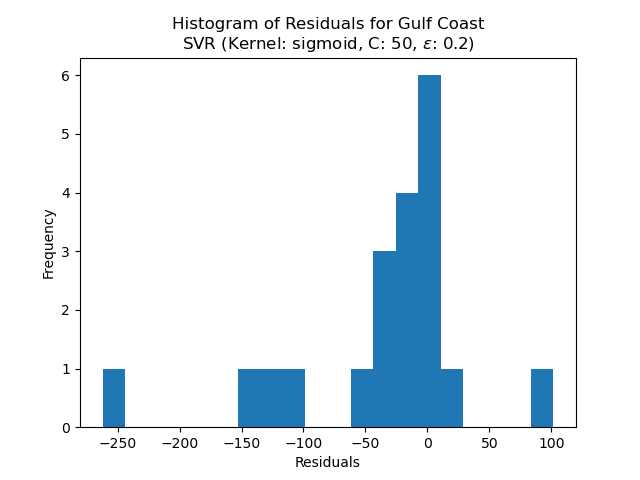 Histogram of Residuals for Gulf Coast
SVR (Kernel: sigmoid, C: 50, ε: 0.2)
6
5
4
3
2
1
0
Frequency
−250 −200 −150 −100 −50 0 50 100
Residuals